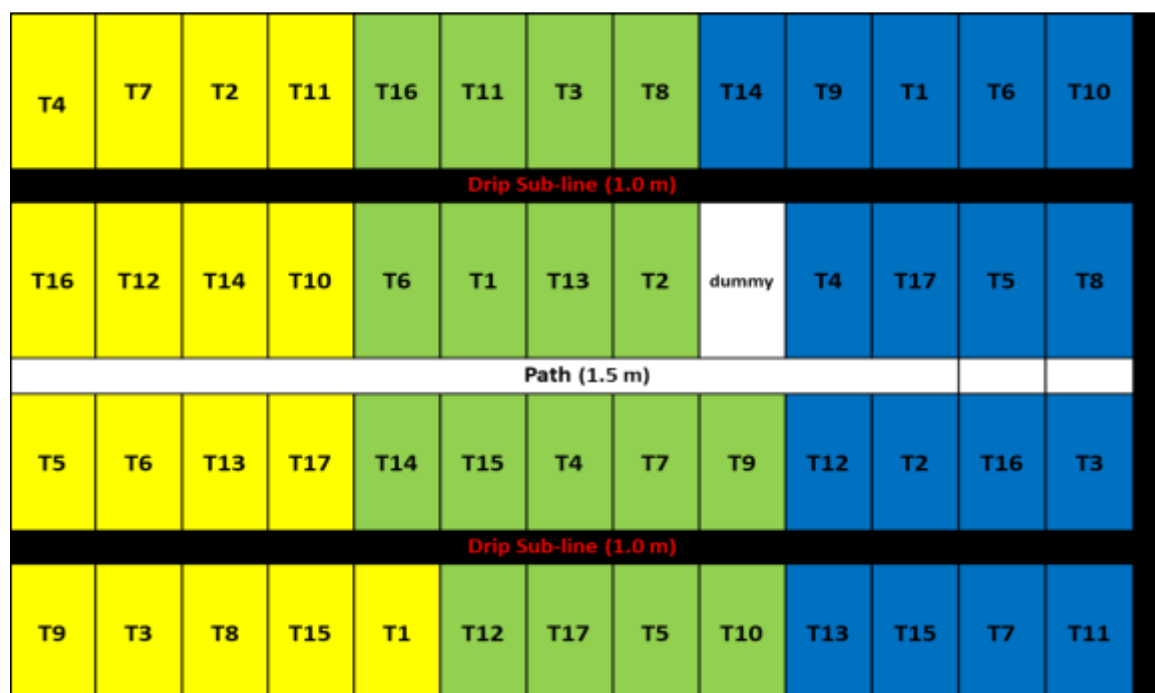 T4 T7 T2 T11 T16 T11 T3 T8 T14 T9 T1 T6 T10
Drip Sub-line (1.0 m)
T16 T12 T14 T10 T6 T1 T13 T2 dummy T4 T17 T5 T8
Path (1.5 m)
T5 T6 T13 T17 T14 T15 T4 T7 T9 T12 T2 T16 T3
Drip Sub-line (1.0 m)
T9 T3 T8 T15 T1 T12 T17 T5 T10 T13 T15 T7 T11